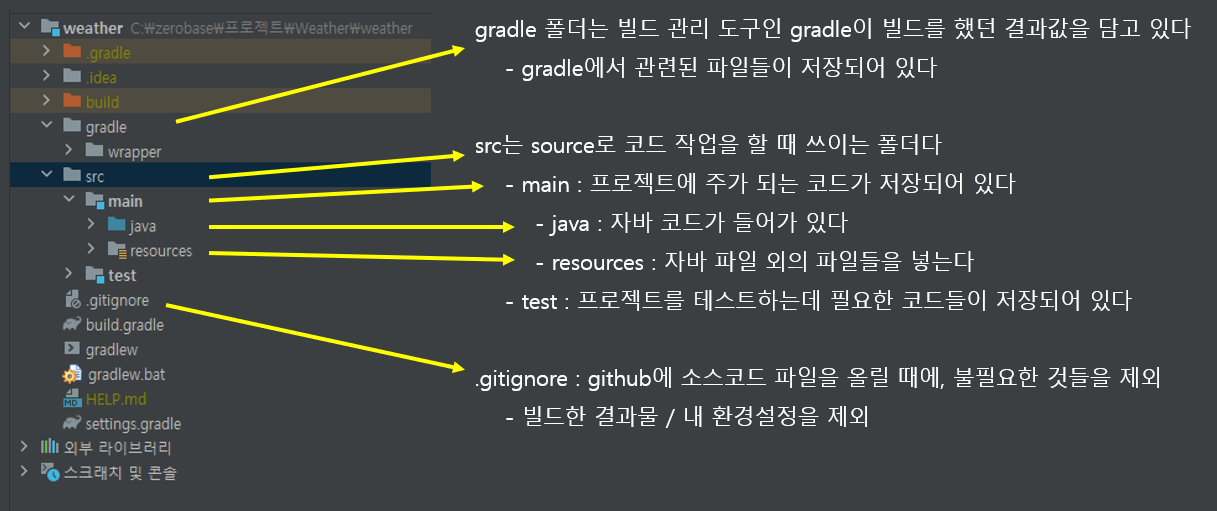 weather C:₩zerobase₩프로젝트₩Weather₩weather
.gradle
.idea
build
gradle
wrapper
src
main
java
resources
test
.gitignore
build.gradle
gradlew
gradlew.bat
HELP.md
settings.gradle
외부 라이브러리
스크래치 및 콘솔
gradle 폴더는 빌드 관리 도구인 gradle이 빌드를 했던 결과값을 담고 있다
- gradle에서 관련된 파일들이 저장되어 있다
src는 source로 코드 작업을 할 때 쓰이는 폴더다
- main : 프로젝트에 주가 되는 코드가 저장되어 있다
- java : 자바 코드가 들어가 있다
- resources : 자바 파일 외의 파일들을 넣는다
- test : 프로젝트를 테스트하는데 필요한 코드들이 저장되어 있다
.gitignore : github에 소스코드 파일을 올릴 때에, 불필요한 것들을 제외
- 빌드한 결과물 / 내 환경설정을 제외